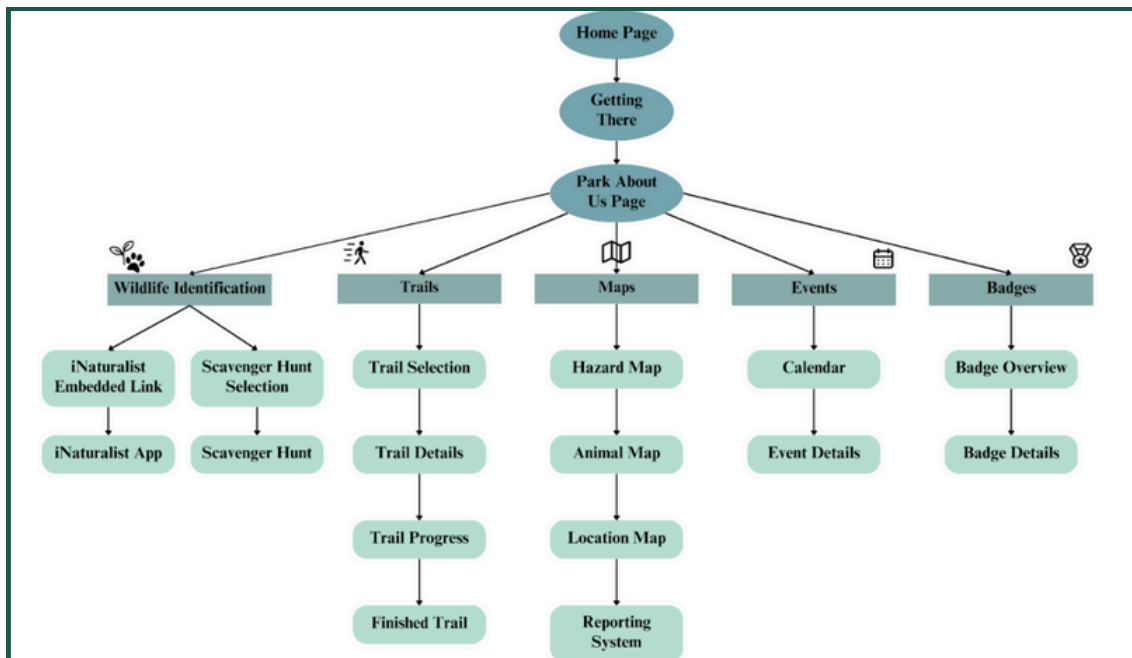 Home Page
Getting
There
Park About
Us Page
Wildlife Identification
Trails
Maps
Events
Badges
iNaturalist
Embedded Link
Scavenger Hunt
Selection
Trail Selection
Hazard Map
Calendar
Badge Overview
iNaturalist App
Scavenger Hunt
Trail Details
Animal Map
Event Details
Badge Details
Trail Progress
Location Map
Finished Trail
Reporting
System